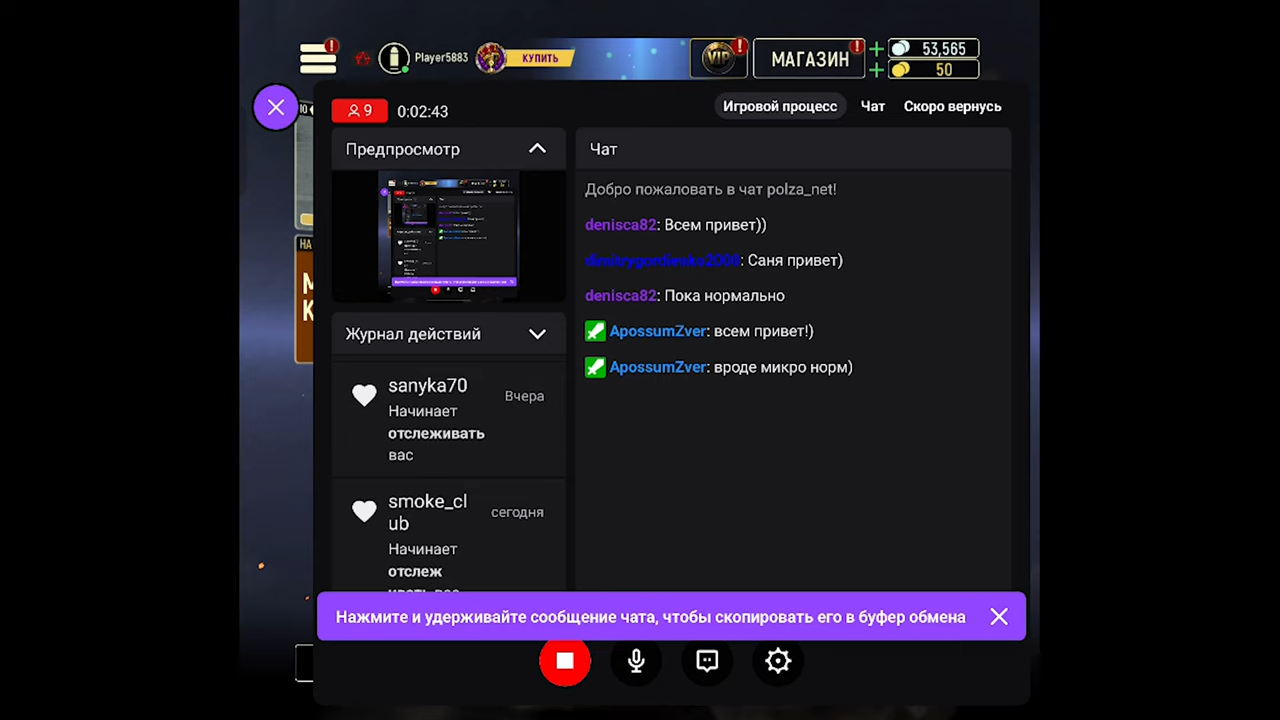 Player5883
КУПИТЬ
VIP
МАГАЗИН
53,565
50
9
0:02:43
Игровой процесс
Чат
Скоро вернусь
Предпросмотр
Чат
Добро пожаловать в чат polza_net!
denisca82: Всем привет))
: Саня привет)
denisca82: Пока нормально
ApossumZver: всем привет!)
ApossumZver: вроде микро норм)
Журнал действий
sanyka70
Вчера
Начинает
отслеживать
вас
smoke_cl
ub
сегодня
Начинает
отслеж
Нажмите и удерживайте сообщение чата, чтобы скопировать его в буфер обмена